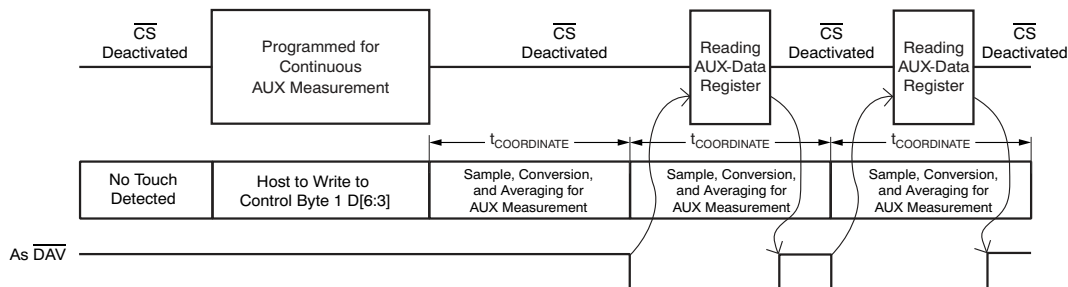 CS
Deactivated
Programmed for
Continuous
AUX Measurement
CS
Deactivated
Reading
AUX-Data
Register
CS
Deactivated
Reading
AUX-Data
Register
CS
Deactivated
tCOORDINATE
tCOORDINATE
tCOORDINATE
No Touch
Detected
Host to Write to
Control Byte 1 D[6:3]
Sample, Conversion,
and Averaging for
AUX Measurement
Sample, Conversion,
and Averaging for
AUX Measurement
Sample, Conversion,
and Averaging for
AUX Measurement
As DAV